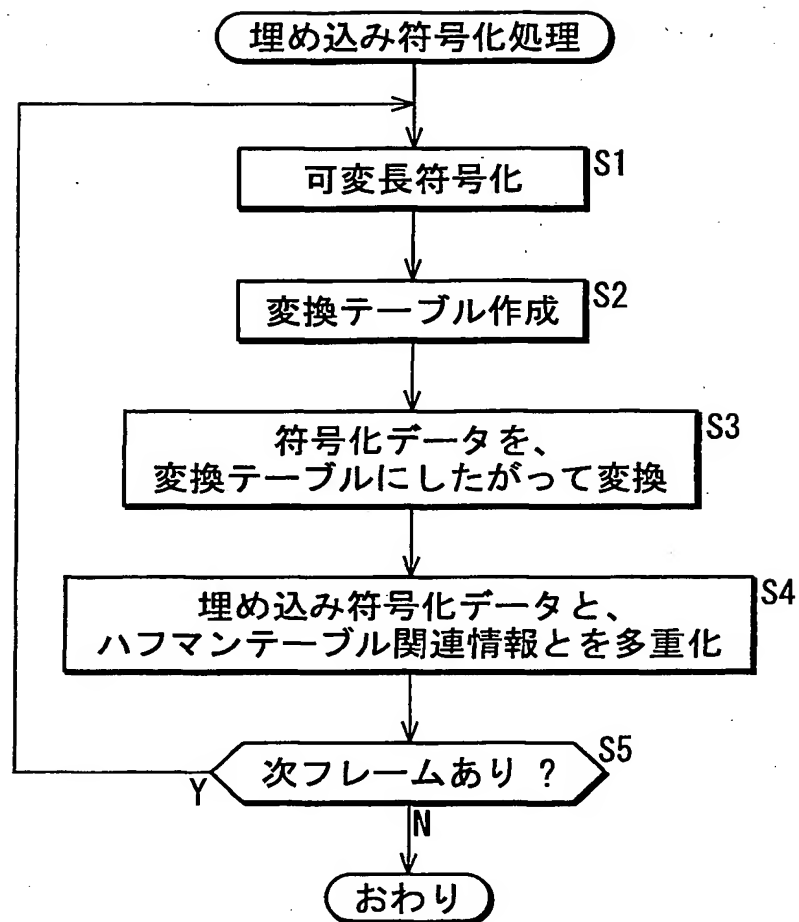 埋め込み符号化処理
可変長符号化
S1
変換テーブル作成
S2
符号化データを、
変換テーブルにしたがって変換
S3
埋め込み符号化データと、
ハフマンテーブル関連情報とを多重化
S4
次フレームあり？
S5
Y
N
おわり